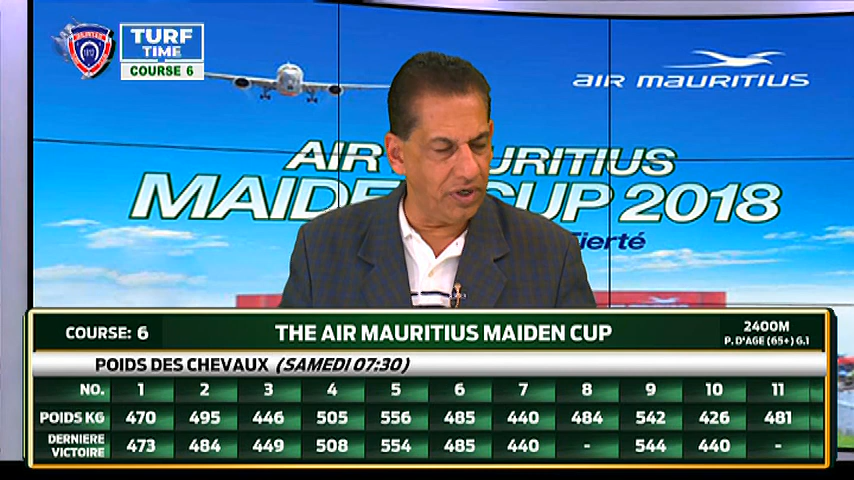 TURF
TIME
COURSE 6
1812
AIR MAURITIUS
AIR MAURITIUS
MAIDEN CUP 2018
Fierté
COURSE: 6 THE AIR MAURITIUS MAIDEN CUP 2400M
P. D'AGE (65+) G.1
POIDS DES CHEVAUX (SAMEDI 07:30)
NO. 1 2 3 4 5 6 7 8 9 10 11
POIDS KG 470 495 446 505 556 485 440 484 542 426 481
DERNIERE VICTOIRE 473 484 449 508 554 485 440 - 544 440 -